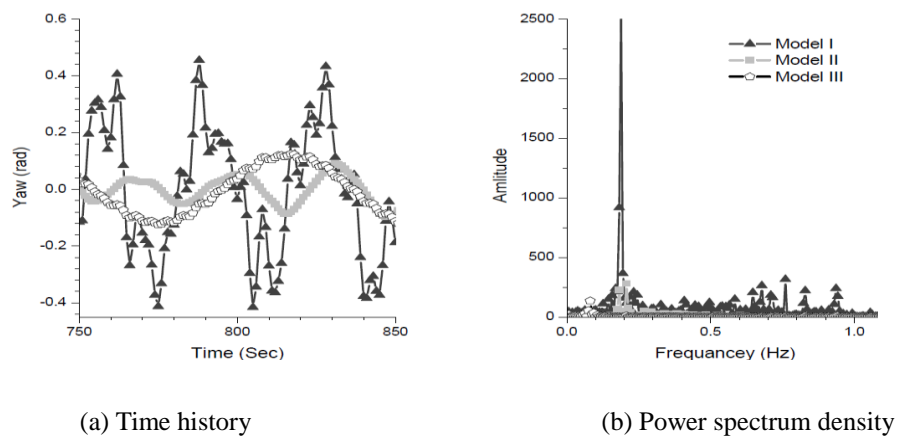 0.6
0.4
0.2
0.0
-0.2
-0.4
Yaw (rad)
750
800
850
Time (Sec)
2500
2000
1500
1000
500
0
Amlitude
0.0
0.5
1.0
Frequancey (Hz)
Model I
Model II
Model III
(a) Time history
(b) Power spectrum density